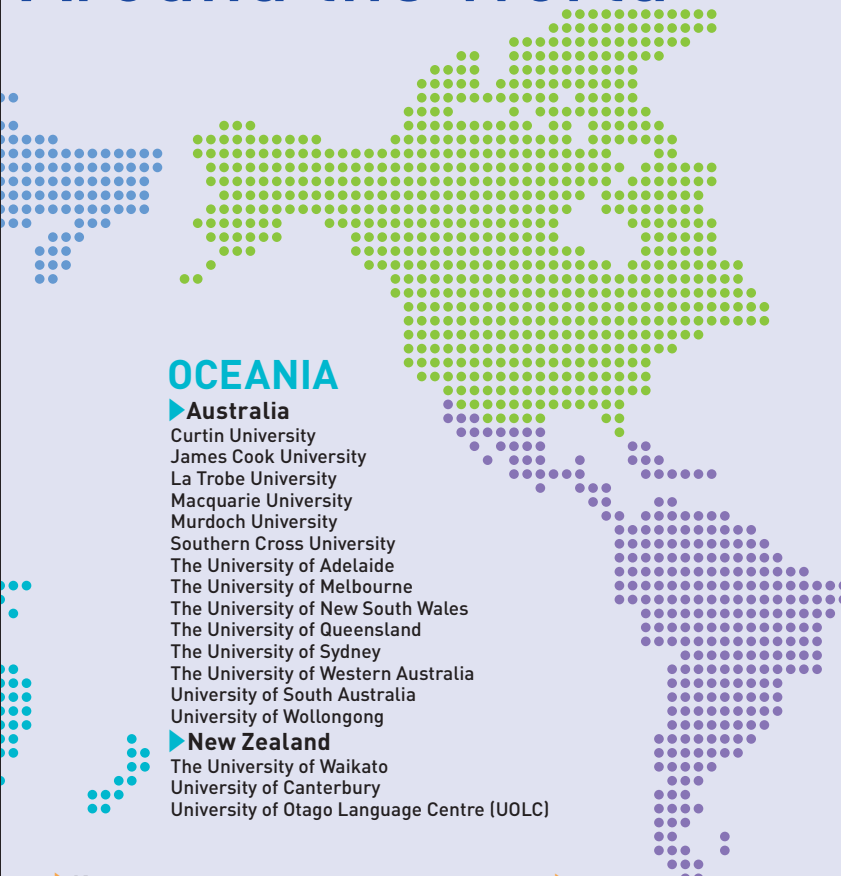 Around the World
OCEANIA
Australia
Curtin University
James Cook University
La Trobe University
Macquarie University
Murdoch University
Southern Cross University
The University of Adelaide
The University of Melbourne
The University of New South Wales
The University of Queensland
The University of Sydney
The University of Western Australia
University of South Australia
University of Wollongong
New Zealand
The University of Waikato
University of Canterbury
University of Otago Language Centre (UOLC)